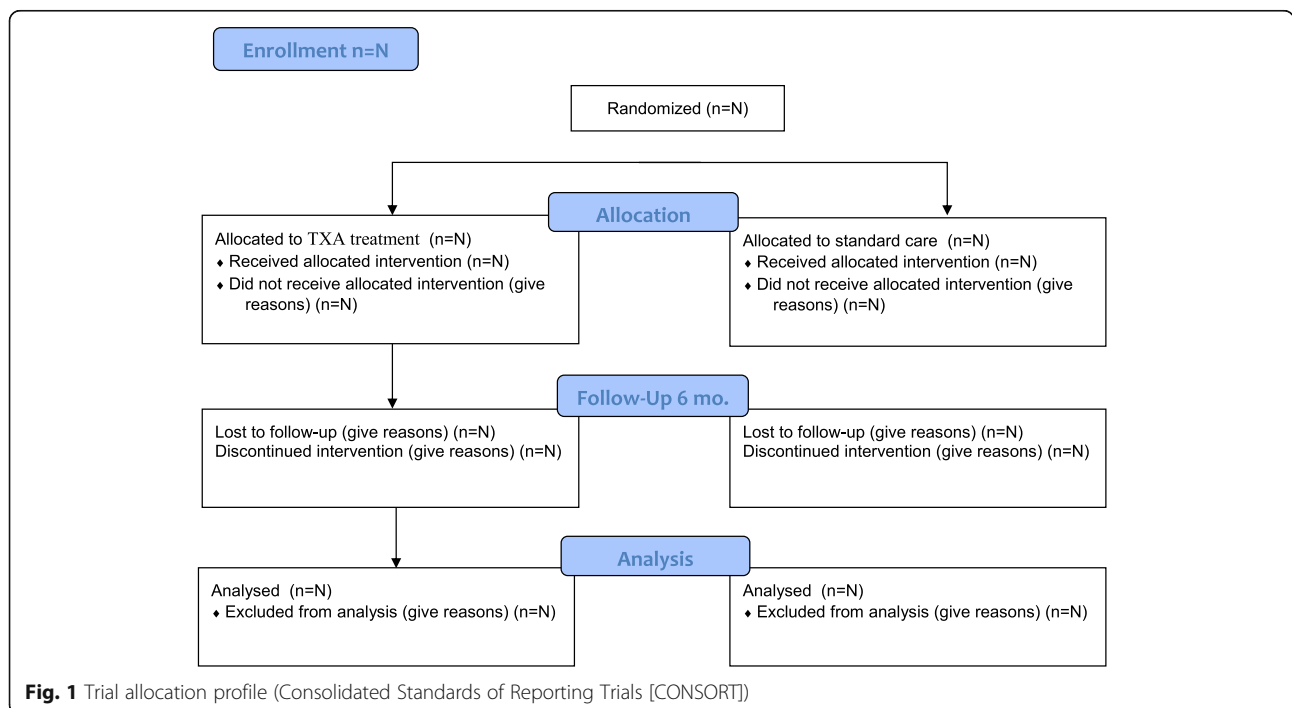 Enrollment n=N
Randomized (n=N)
Allocation
Allocated to TXA treatment (n=N)
♦ Received allocated intervention (n=N)
♦ Did not receive allocated intervention (give
reasons) (n=N)
Allocated to standard care (n=N)
♦ Received allocated intervention (n=N)
♦ Did not receive allocated intervention (give
reasons) (n=N)
Follow-Up 6 mo.
Lost to follow-up (give reasons) (n=N)
Discontinued intervention (give reasons) (n=N)
Lost to follow-up (give reasons) (n=N)
Discontinued intervention (give reasons) (n=N)
Analysis
Analysed (n=N)
♦ Excluded from analysis (give reasons) (n=N)
Analysed (n=N)
♦ Excluded from analysis (give reasons) (n=N)
Fig. 1 Trial allocation profile (Consolidated Standards of Reporting Trials [CONSORT])